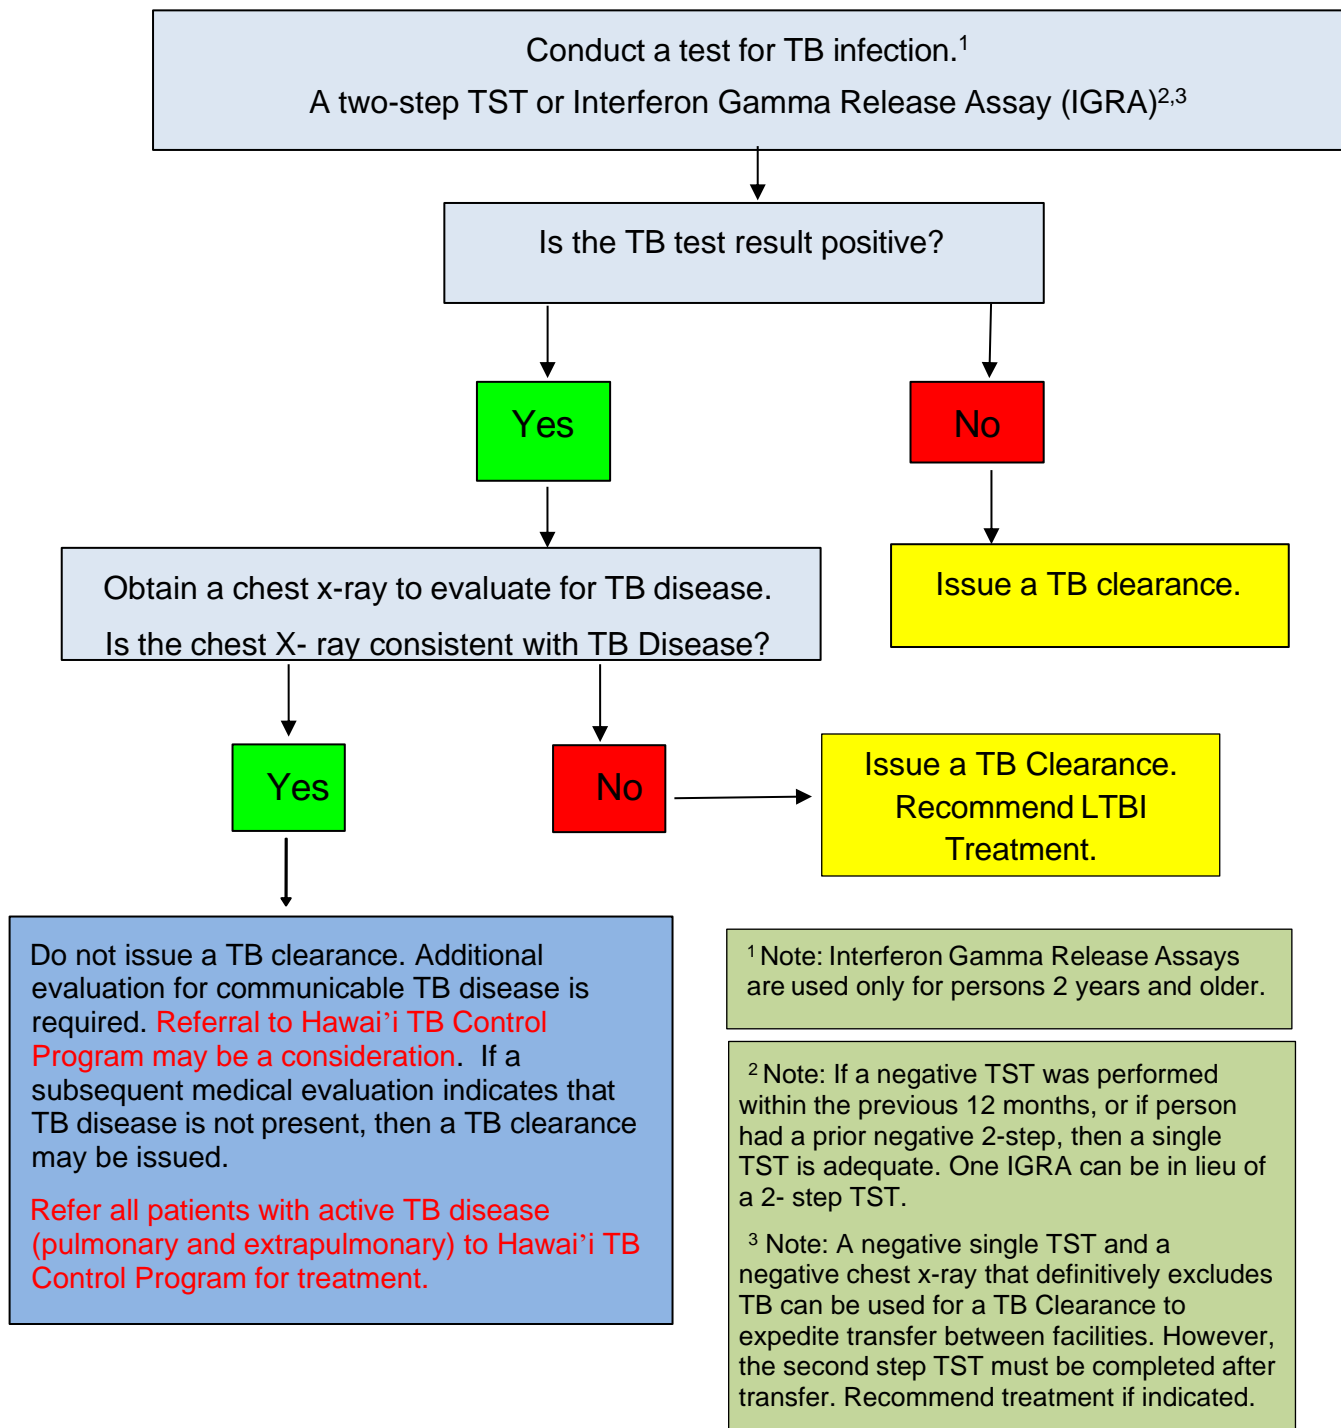 Conduct a test for TB infection.¹
A two-step TST or Interferon Gamma Release Assay (IGRA)²,³
Is the TB test result positive?
Yes
No
Obtain a chest x-ray to evaluate for TB disease.
Is the chest X- ray consistent with TB Disease?
Issue a TB clearance.
Yes
No
Issue a TB Clearance.
Recommend LTBI
Treatment.
Do not issue a TB clearance. Additional
evaluation for communicable TB disease is
required. Referral to Hawai’i TB Control
Program may be a consideration.  If a
subsequent medical evaluation indicates that
TB disease is not present, then a TB clearance
may be issued.
Refer all patients with active TB disease
(pulmonary and extrapulmonary) to Hawai’i TB
Control Program for treatment.
¹ Note: Interferon Gamma Release Assays
are used only for persons 2 years and older.
² Note: If a negative TST was performed
within the previous 12 months, or if person
had a prior negative 2-step, then a single
TST is adequate. One IGRA can be in lieu of
a 2- step TST.
³ Note: A negative single TST and a
negative chest x-ray that definitively excludes
TB can be used for a TB Clearance to
expedite transfer between facilities. However,
the second step TST must be completed after
transfer. Recommend treatment if indicated.